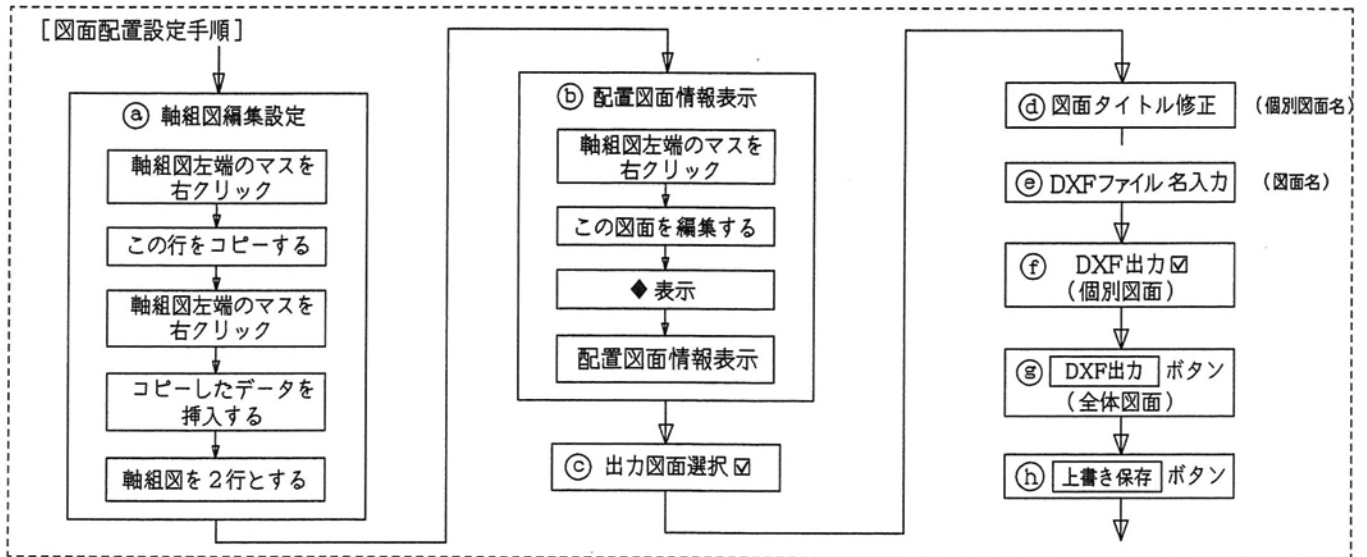 [図面配置設定手順]
ⓐ 軸組図編集設定
軸組図左端のマスを
右クリック
この行をコピーする
軸組図左端のマスを
右クリック
コピーしたデータを
挿入する
軸組図を2行とする
ⓑ 配置図面情報表示
軸組図左端のマスを
右クリック
この図面を編集する
◆表示
配置図面情報表示
ⓒ 出力図面選択☑
ⓓ 図面タイトル修正 (個別図面名)
ⓔ DXFファイル名入力 (図面名)
ⓕ DXF出力☑
(個別図面)
ⓖ DXF出力 ボタン
(全体図面)
ⓗ 上書き保存 ボタン